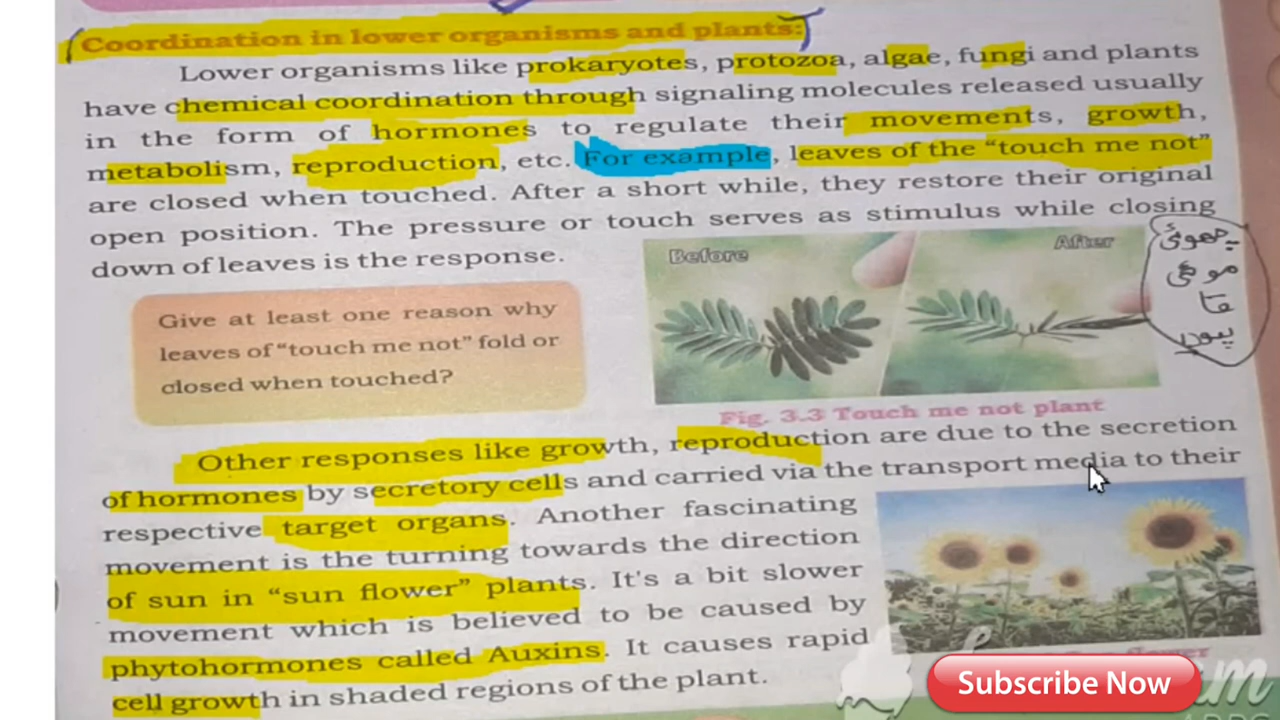 Coordination in lower organisms and plants:
Lower organisms like prokaryotes, protozoa, algae, fungi and plants
have chemical coordination through signaling molecules released usually
in the form of hormones to regulate their movements, growth,
metabolism, reproduction, etc. For example, leaves of the “touch me not”
are closed when touched. After a short while, they restore their original
open position. The pressure or touch serves as stimulus while closing
down of leaves is the response.
Before
After
چھوئی
موئی
کا
پودا
Give at least one reason why
leaves of “touch me not” fold or
closed when touched?
Fig. 3.3 Touch me not plant
Other responses like growth, reproduction are due to the secretion
of hormones by secretory cells and carried via the transport media to their
respective target organs. Another fascinating
movement is the turning towards the direction
of sun in “sun flower” plants. It's a bit slower
movement which is believed to be caused by
phytohormones called Auxins. It causes rapid
cell growth in shaded regions of the plant.
Subscribe Now